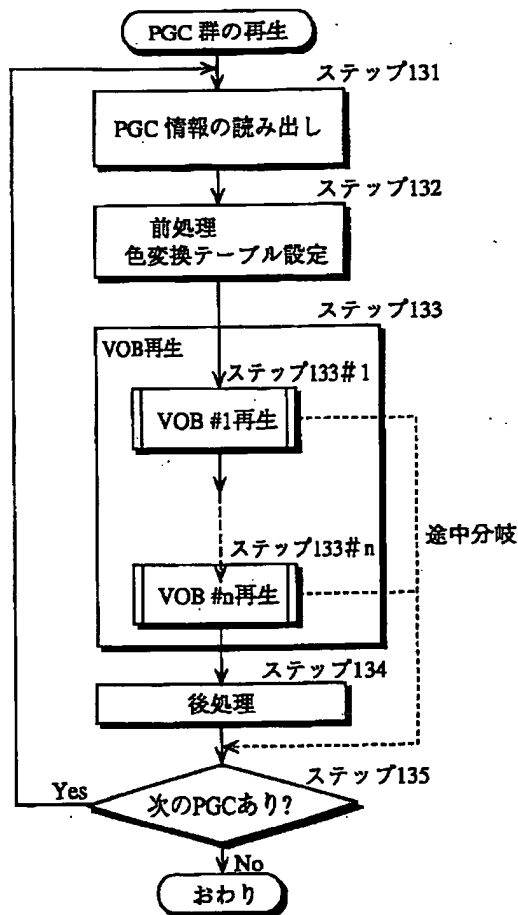 PGC 群の再生
ステップ131
PGC 情報の読み出し
ステップ132
前処理
色変換テーブル設定
ステップ133
VOB再生
ステップ133#1
VOB #1再生
ステップ133#n
VOB #n再生
途中分岐
ステップ134
後処理
ステップ135
Yes
次のPGCあり?
No
おわり